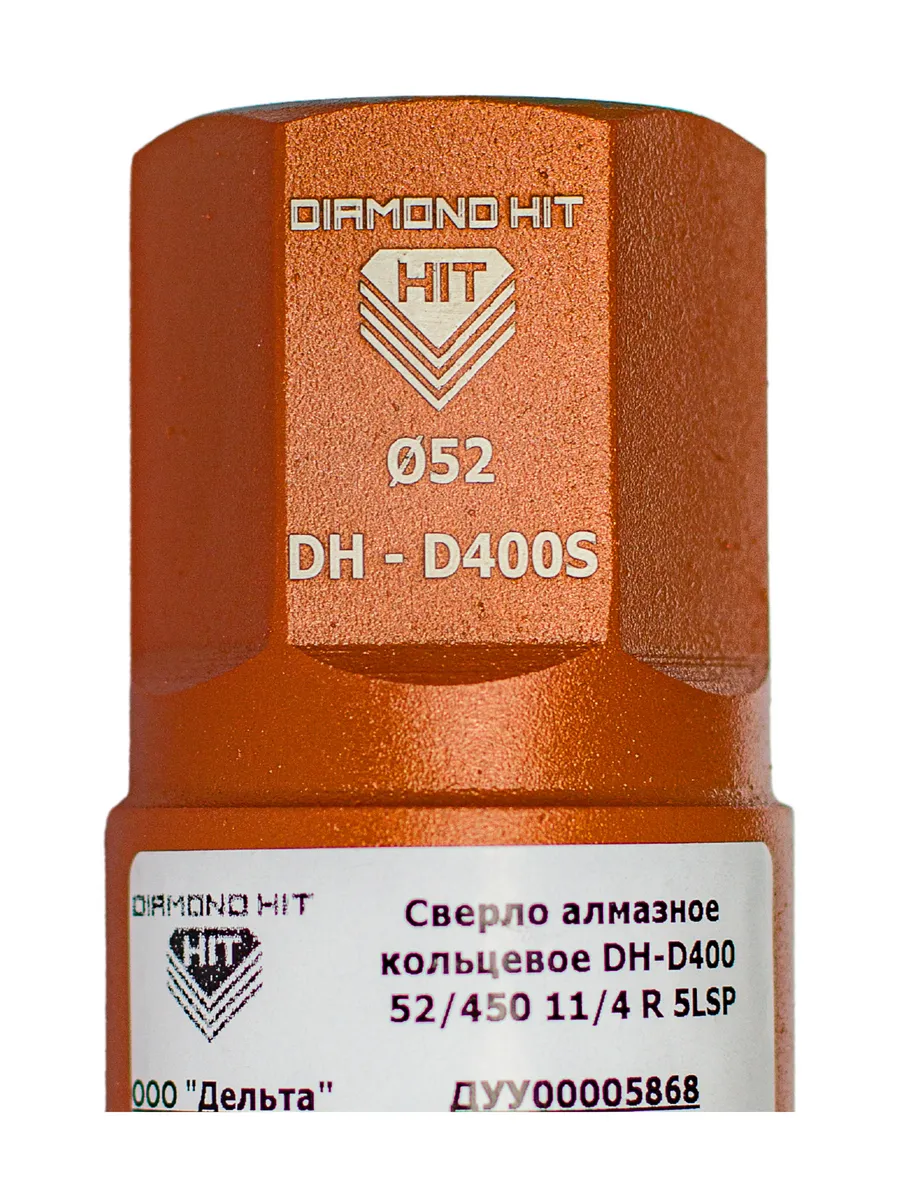 DIAMOND HIT
HIT
Ø52
DH - D400S
DIAMOND HIT
HIT
Сверло алмазное
кольцевое DH-D400
52/450 11/4 R 5LSP
ООО "Дельта"
ДУУ00005868